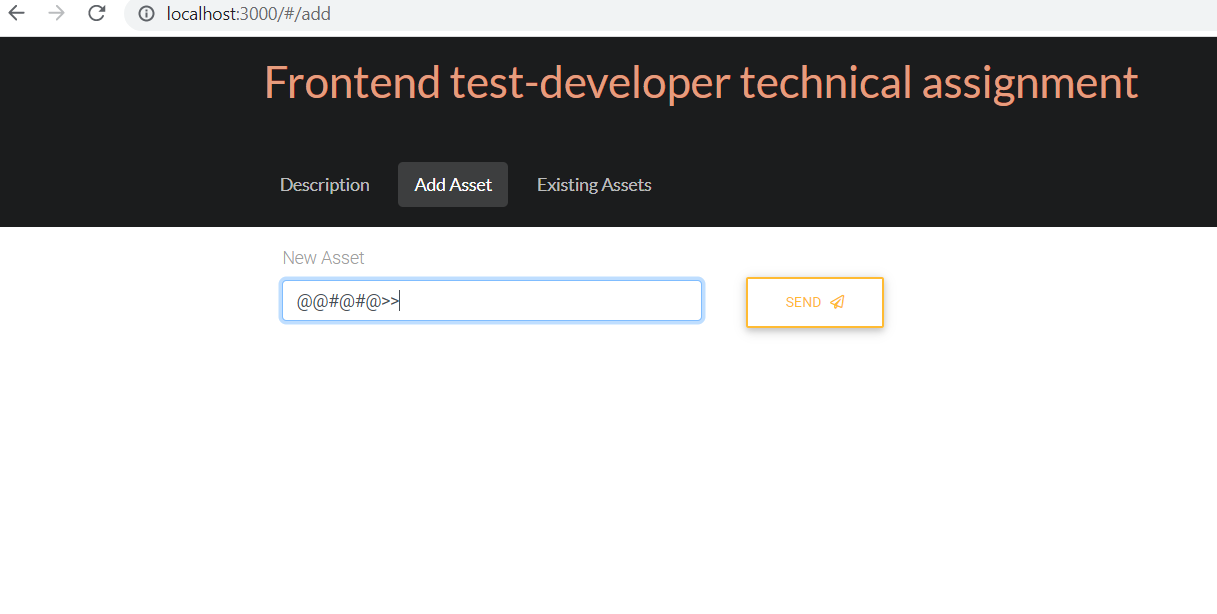 localhost:3000/#/add
Frontend test-developer technical assignment
Description Add Asset Existing Assets
New Asset
@@#@#@>> SEND